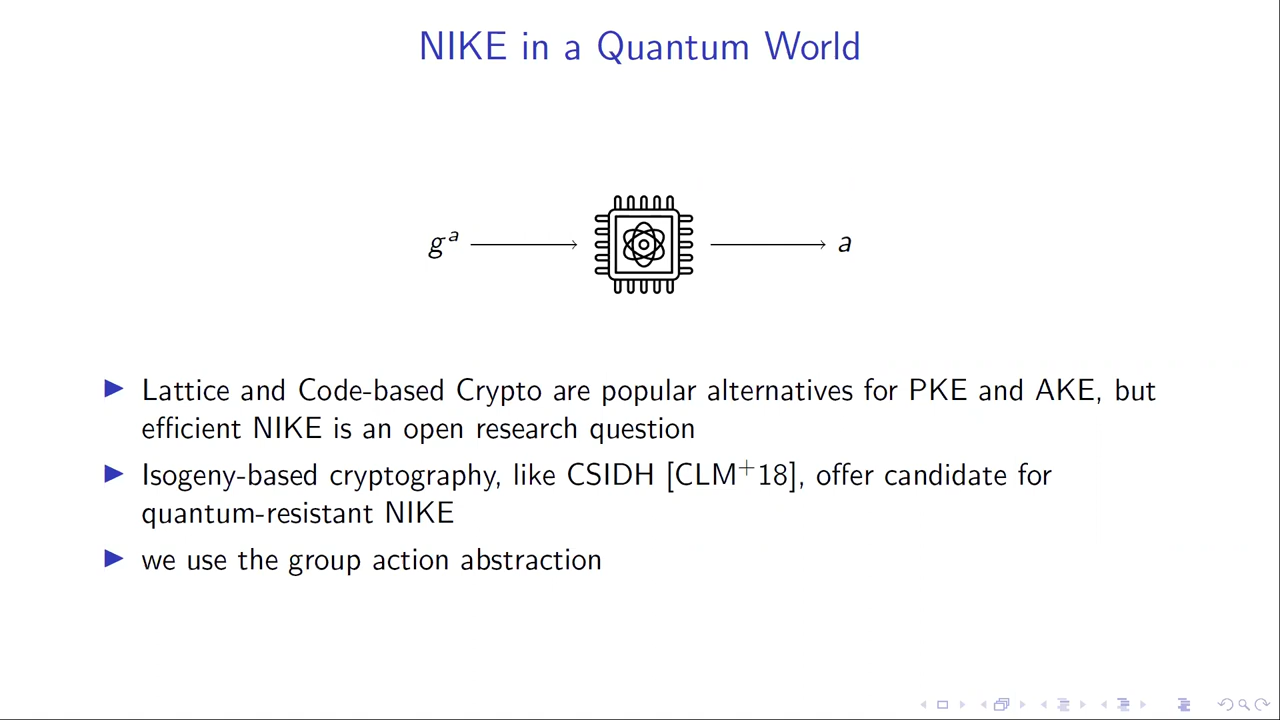 NIKE in a Quantum World
gᵃ
a
▶ Lattice and Code-based Crypto are popular alternatives for PKE and AKE, but
efficient NIKE is an open research question
▶ Isogeny-based cryptography, like CSIDH [CLM⁺18], offer candidate for
quantum-resistant NIKE
▶ we use the group action abstraction